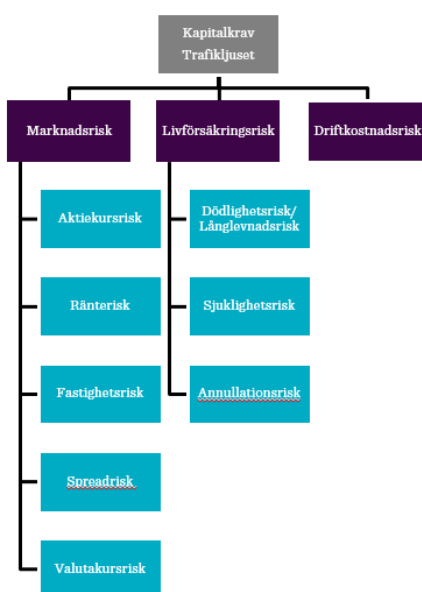 Kapitalkrav
Trafikljuset
Marknadsrisk
Livförsäkringsrisk
Driftkostnadsrisk
Aktiekursrisk
Ränterisk
Fastighetsrisk
Spreadrisk
Valutakursrisk
Dödlighetsrisk/
Långlevnadsrisk
Sjuklighetsrisk
Annullationsrisk